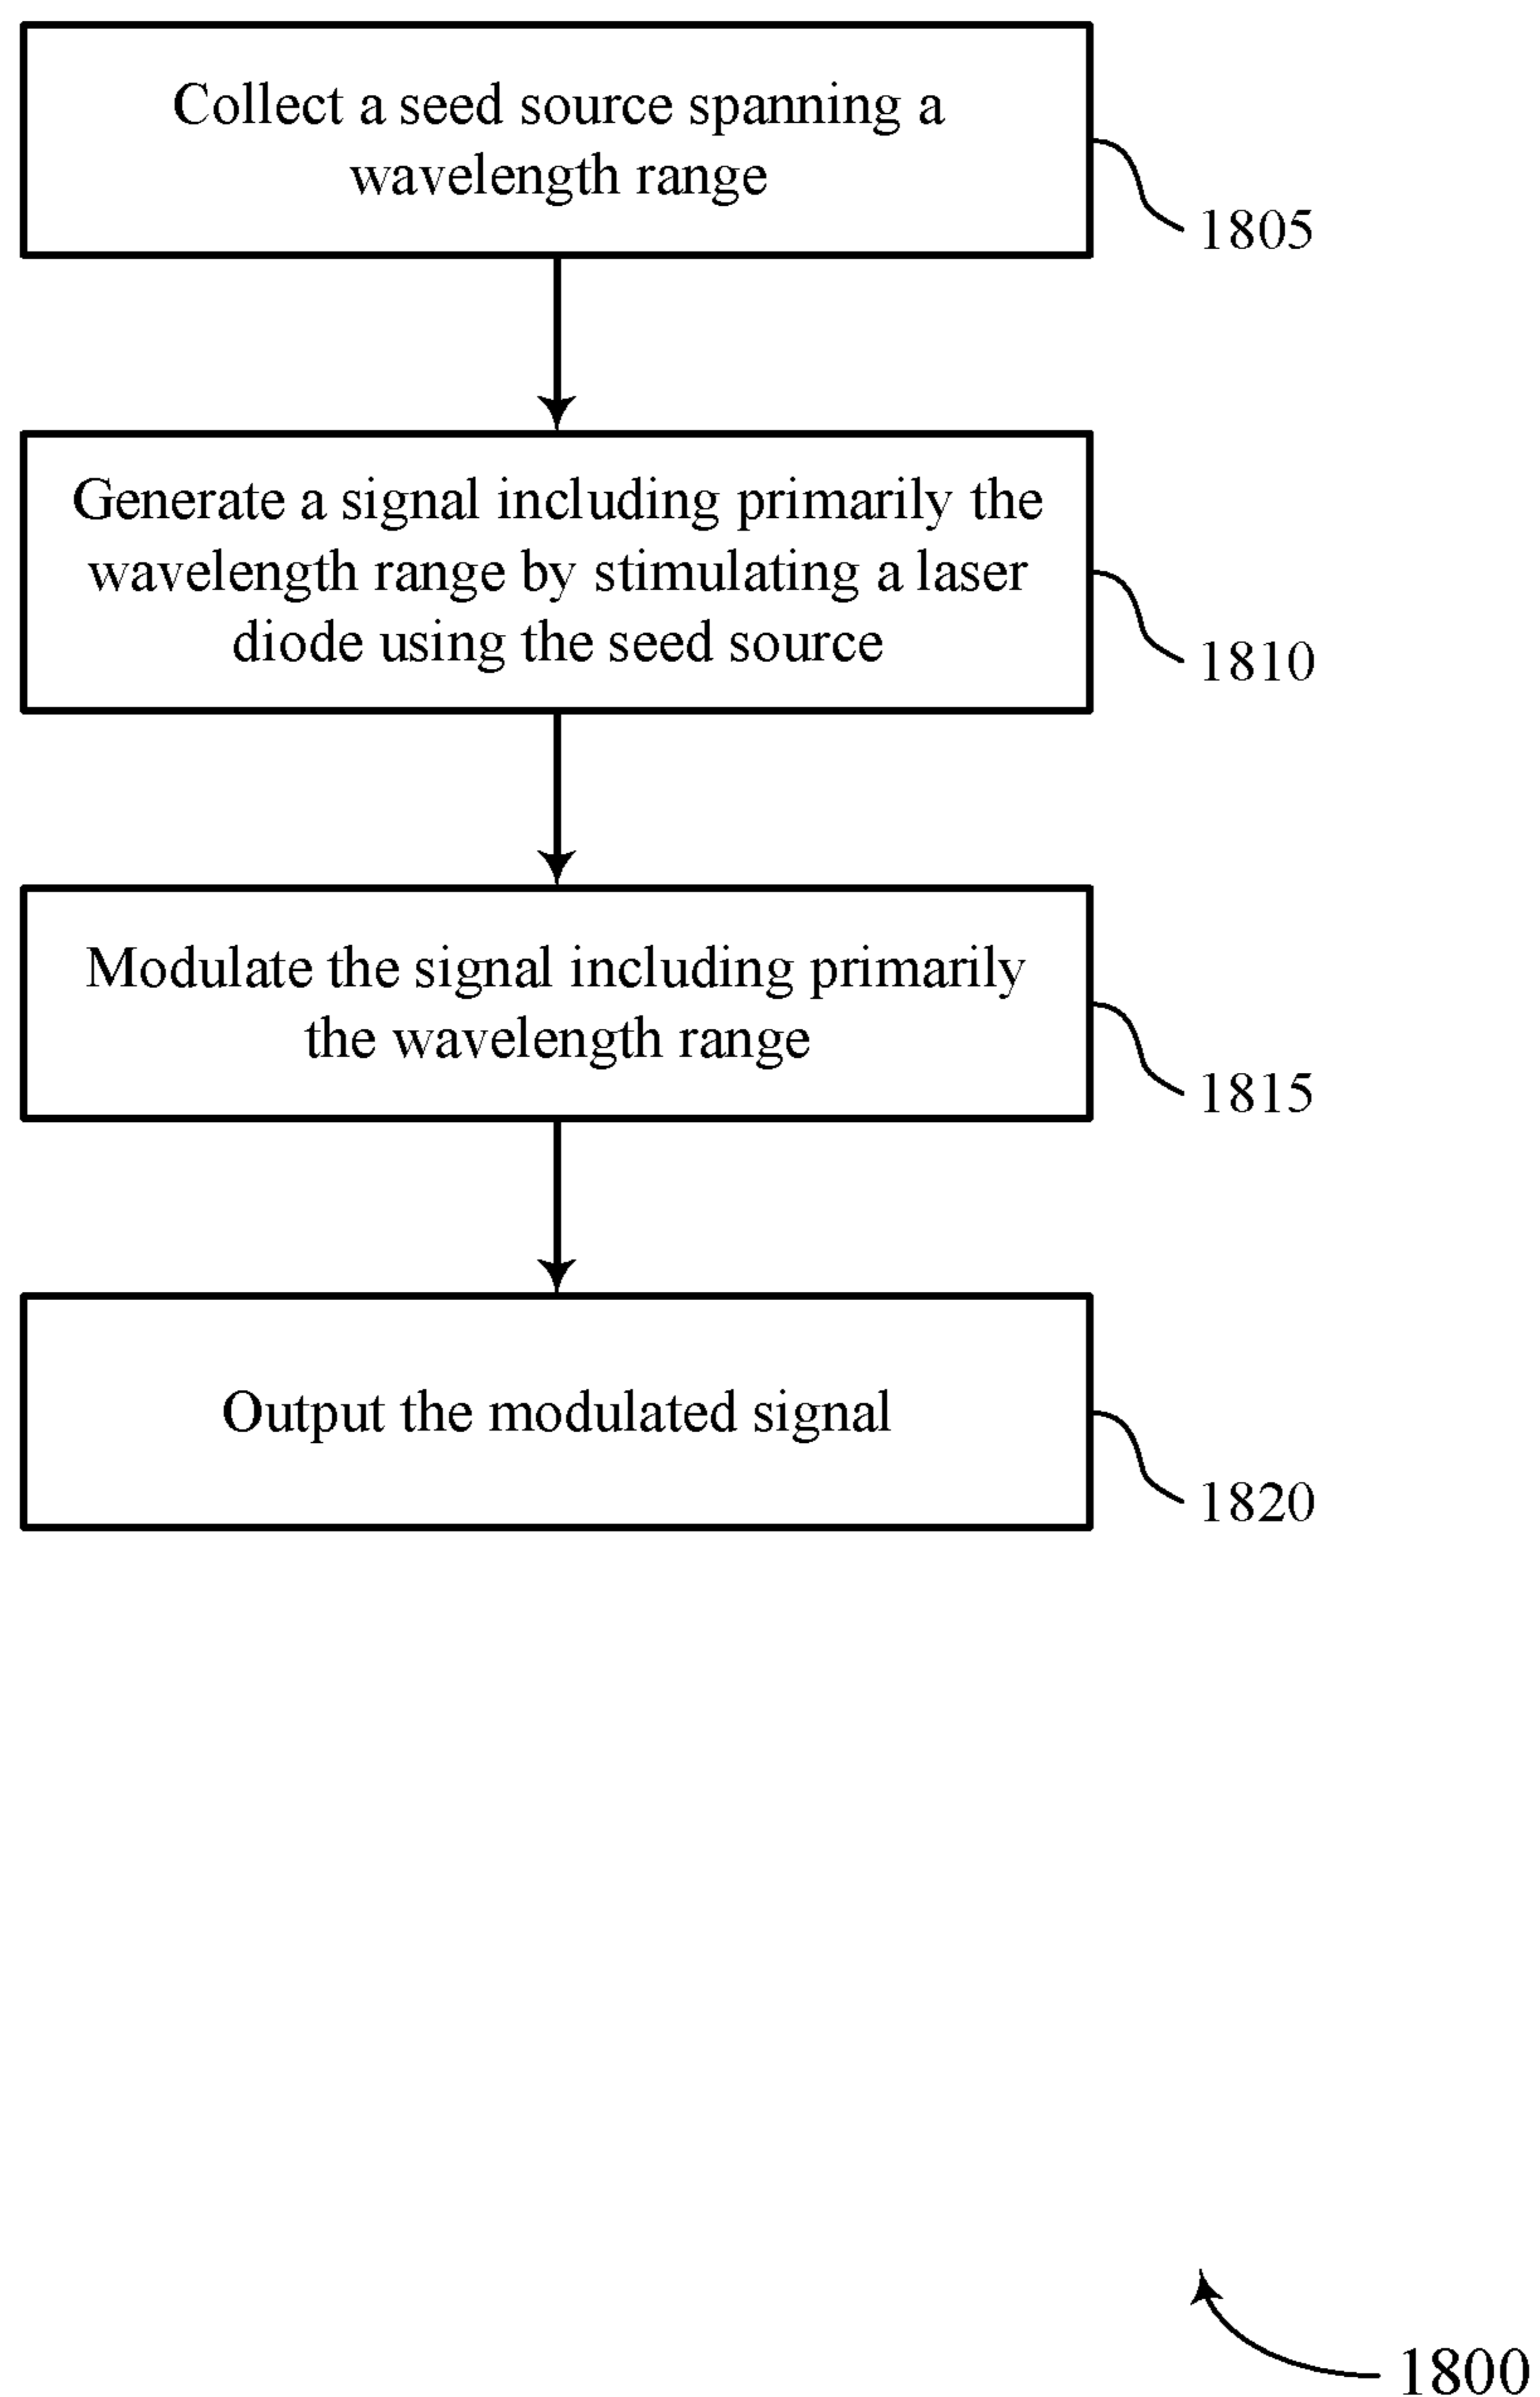 Collect a seed source spanning a
wavelength range
1805
Generate a signal including primarily the
wavelength range by stimulating a laser
diode using the seed source
1810
Modulate the signal including primarily
the wavelength range
1815
Output the modulated signal
1820
1800